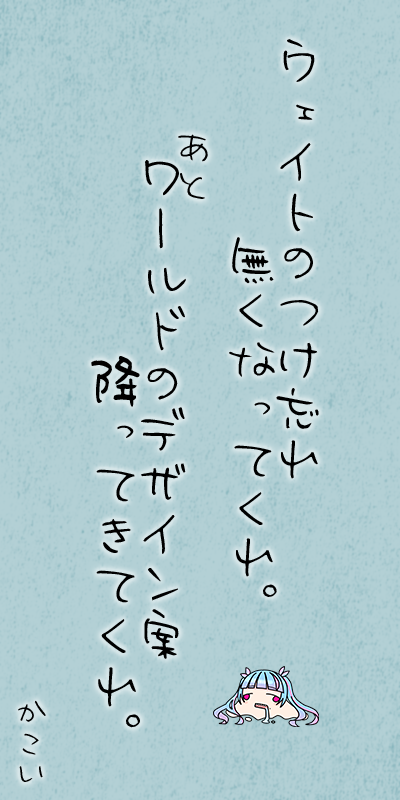 ウェイトのつけ忘れ
無くなってくれ。
あと
ワールドのデザイン案
降ってきてくれ。
かこい